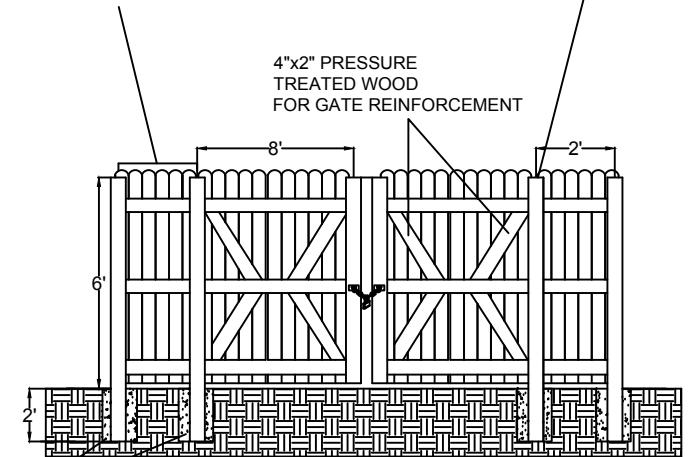 4"x2" PRESSURE
TREATED WOOD
FOR GATE REINFORCEMENT
8'
2'
6'
2'